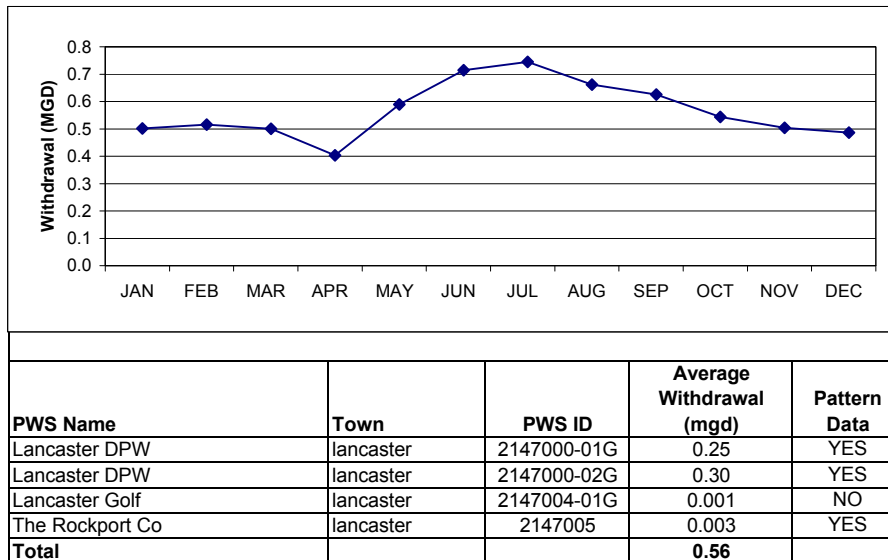 0.8
0.7
0.6
0.5
0.4
0.3
0.2
0.1
0.0
Withdrawal (MGD)
JAN FEB MAR APR MAY JUN JUL AUG SEP OCT NOV DEC
PWS Name Town PWS ID Average Withdrawal (mgd) Pattern Data
Lancaster DPW lancaster 2147000-01G 0.25 YES
Lancaster DPW lancaster 2147000-02G 0.30 YES
Lancaster Golf lancaster 2147004-01G 0.001 NO
The Rockport Co lancaster 2147005 0.003 YES
Total 0.56